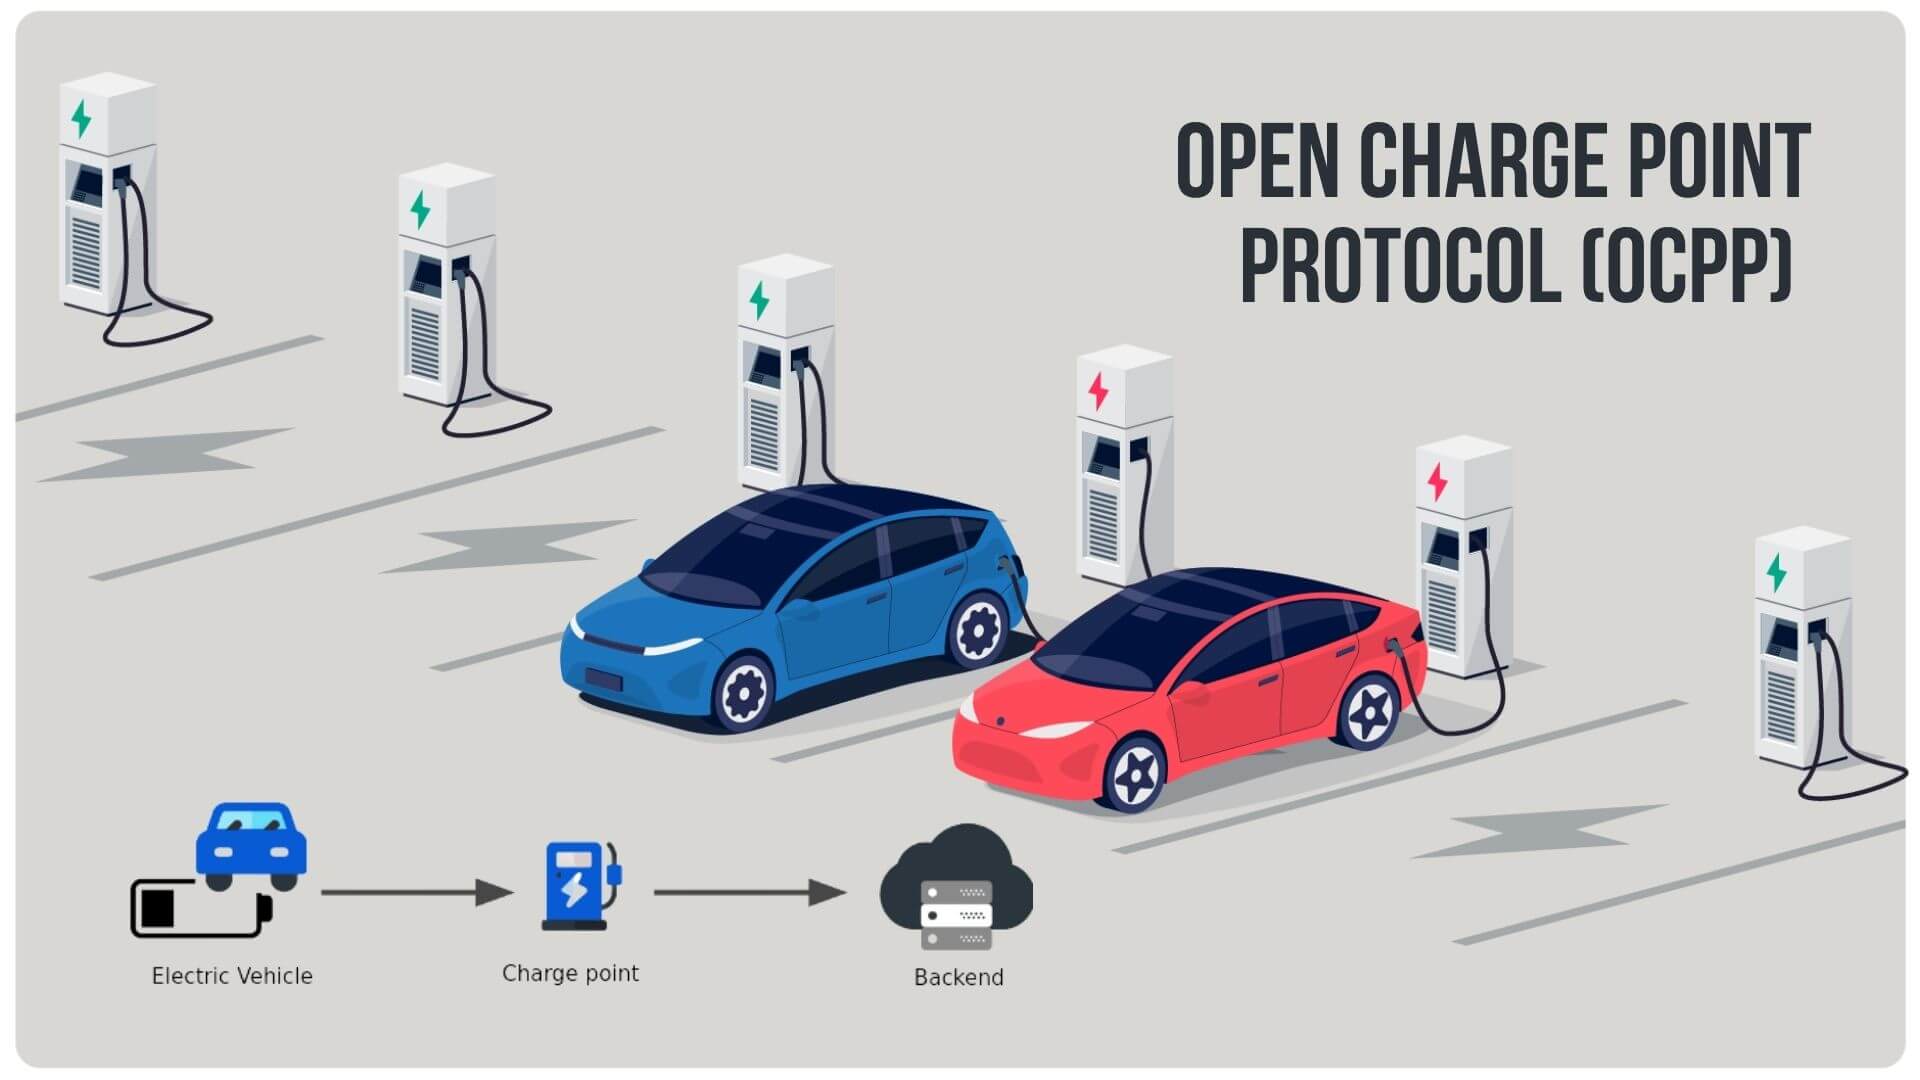 OPEN CHARGE POINT
PROTOCOL (OCPP)
Electric Vehicle
Charge point
Backend